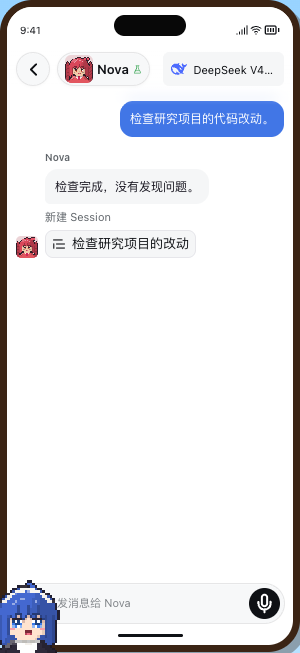 9:41
Nova
DeepSeek V4...
检查研究项目的代码改动。
Nova
检查完成，没有发现问题。
新建 Session
检查研究项目的改动
发消息给 Nova